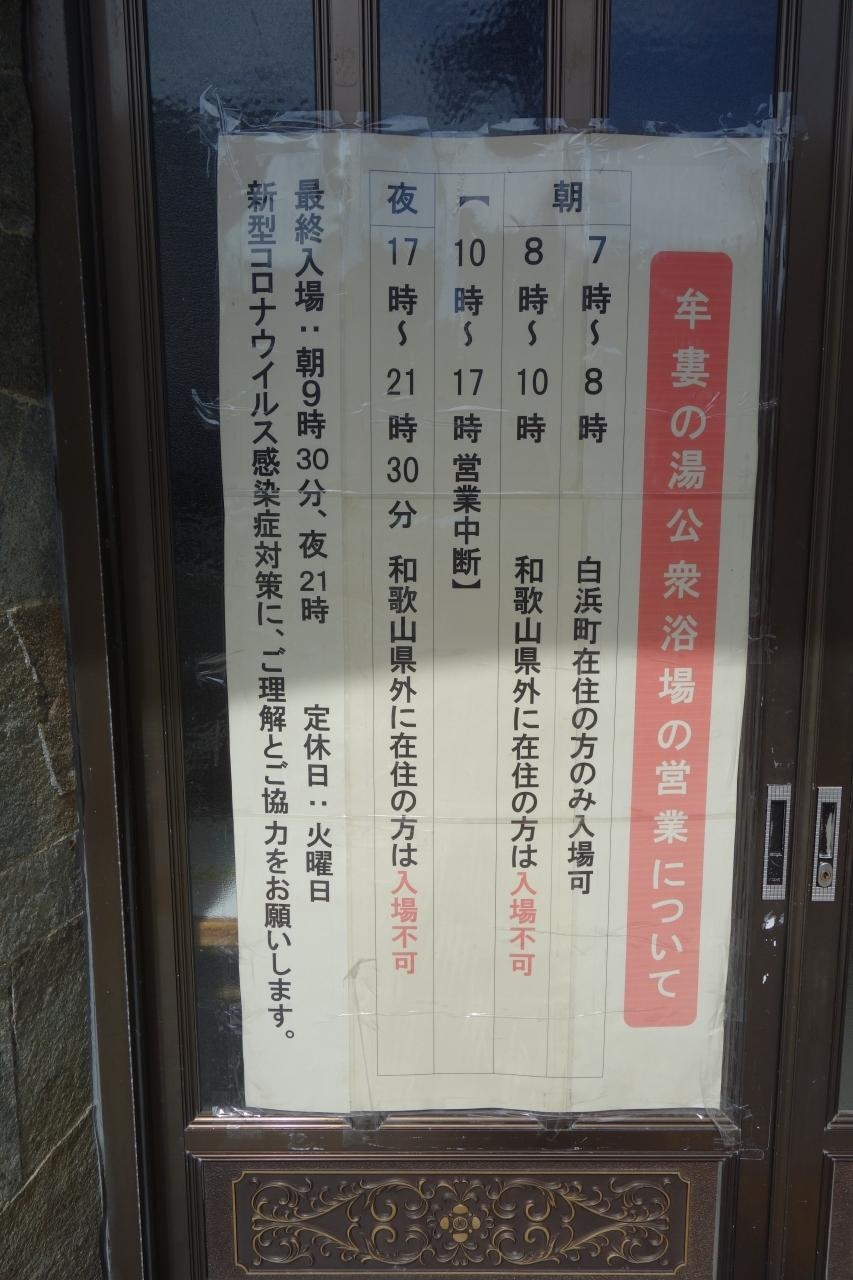 牟婁の湯公衆浴場の営業について
朝
7時～8時 白浜町在住の方のみ入場可
8時～10時 和歌山県外に在住の方は入場不可
【10時～17時営業中断】
夜 17時～21時30分 和歌山県外に在住の方は入場不可
最終入場：朝9時30分、夜21時 定休日：火曜日
新型コロナウイルス感染症対策に、ご理解とご協力をお願いします。